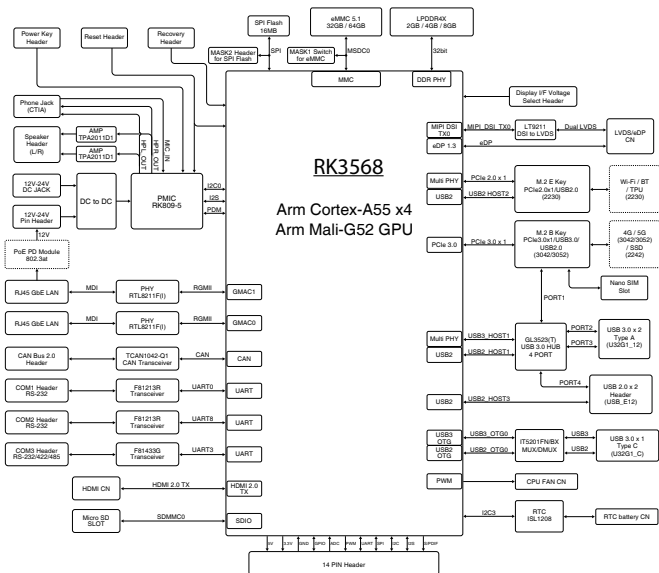 Power Key
Header
Reset Header
Recovery
Header
SPI Flash
16MB
eMMC 5.1
32GB / 64GB
LPDDR4X
2GB / 4GB / 8GB
MASK2 Header
for SPI Flash
SPI
MASK1 Switch
for eMMC
MSDC0
32bit
MMC
DDR PHY
Display I/F Voltage
Select Header
Phone Jack
(CTIA)
Speaker
Header
(L/R)
AMP
TPA2011D1
AMP
TPA2011D1
HPL_OUT
HPR_OUT
MIC_IN
12V-24V
DC JACK
12V-24V
Pin Header
12V
DC to DC
PMIC
RK809-5
I2C0
I2S
PDM
PoE PD Module
802.3at
RK3568
Arm Cortex-A55 x4
Arm Mali-G52 GPU
MIPI DSI
TX0
MIPI_DSI_TX0
LT9211
DSI to LVDS
Dual LVDS
LVDS/eDP
CN
eDP 1.3
eDP
Multi PHY
PCIe 2.0 x 1
USB2
USB2 HOST2
M.2 E Key
PCIe2.0x1/USB2.0
(2230)
Wi-Fi / BT
/ TPU
(2230)
PCIe 3.0
PCIe 3.0 x 1
M.2 B Key
PCIe3.0x1/USB3.0/
USB2.0
(3042/3052)
4G / 5G
(3042/3052)
/ SSD
(2242)
Nano SIM
Slot
PORT1
RJ45 GbE LAN
MDI
PHY
RTL8211F(I)
RGMII
GMAC1
RJ45 GbE LAN
MDI
PHY
RTL8211F(I)
RGMII
GMAC0
Multi PHY
USB3_HOST1
USB2
USB2_HOST1
GL3523(T)
USB 3.0 HUB
4 PORT
PORT2
PORT3
USB 3.0 x 2
Type A
(U32G1_12)
PORT4
USB 2.0 x 2
Header
(USB_E12)
USB2
USB2_HOST3
CAN Bus 2.0
Header
TCAN1042-Q1
CAN Transceiver
CAN
CAN
COM1 Header
RS-232
F81213R
Transceiver
UART0
UART
COM2 Header
RS-232
F81213R
Transceiver
UART8
UART
COM3 Header
RS-232/422/485
F81433G
Transceiver
UART3
UART
USB3
OTG
USB3_OTG0
USB2
OTG
USB2_OTG0
IT5201FN/BX
MUX/DMUX
USB3
USB2
USB 3.0 x 1
Type C
(U32G1_C)
HDMI CN
HDMI 2.0 TX
HDMI 2.0
TX
PWM
CPU FAN CN
Micro SD
SLOT
SDMMC0
SDIO
I2C3
RTC
ISL1208
RTC battery CN
5V
3.3V
GND
GPIO
ADC
PWM
UART
SPI
I2C
I2S
S/PDIF
14 PIN Header